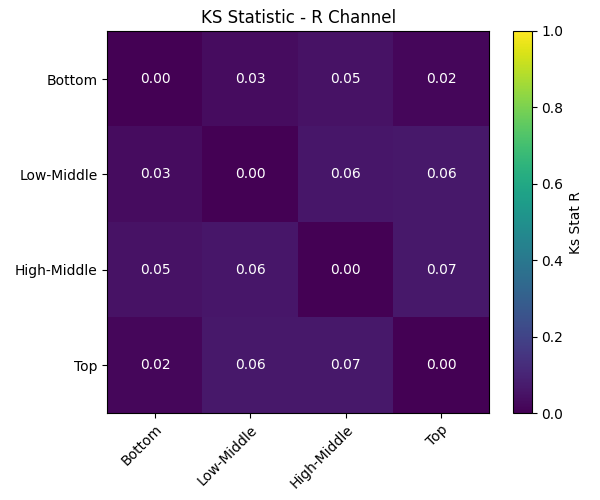 KS Statistic - R Channel
Bottom 0.00 0.03 0.05 0.02
Low-Middle 0.03 0.00 0.06 0.06
High-Middle 0.05 0.06 0.00 0.07
Top 0.02 0.06 0.07 0.00
Bottom Low-Middle High-Middle Top
1.0
0.8
0.6
0.4
0.2
0.0
Ks Stat R